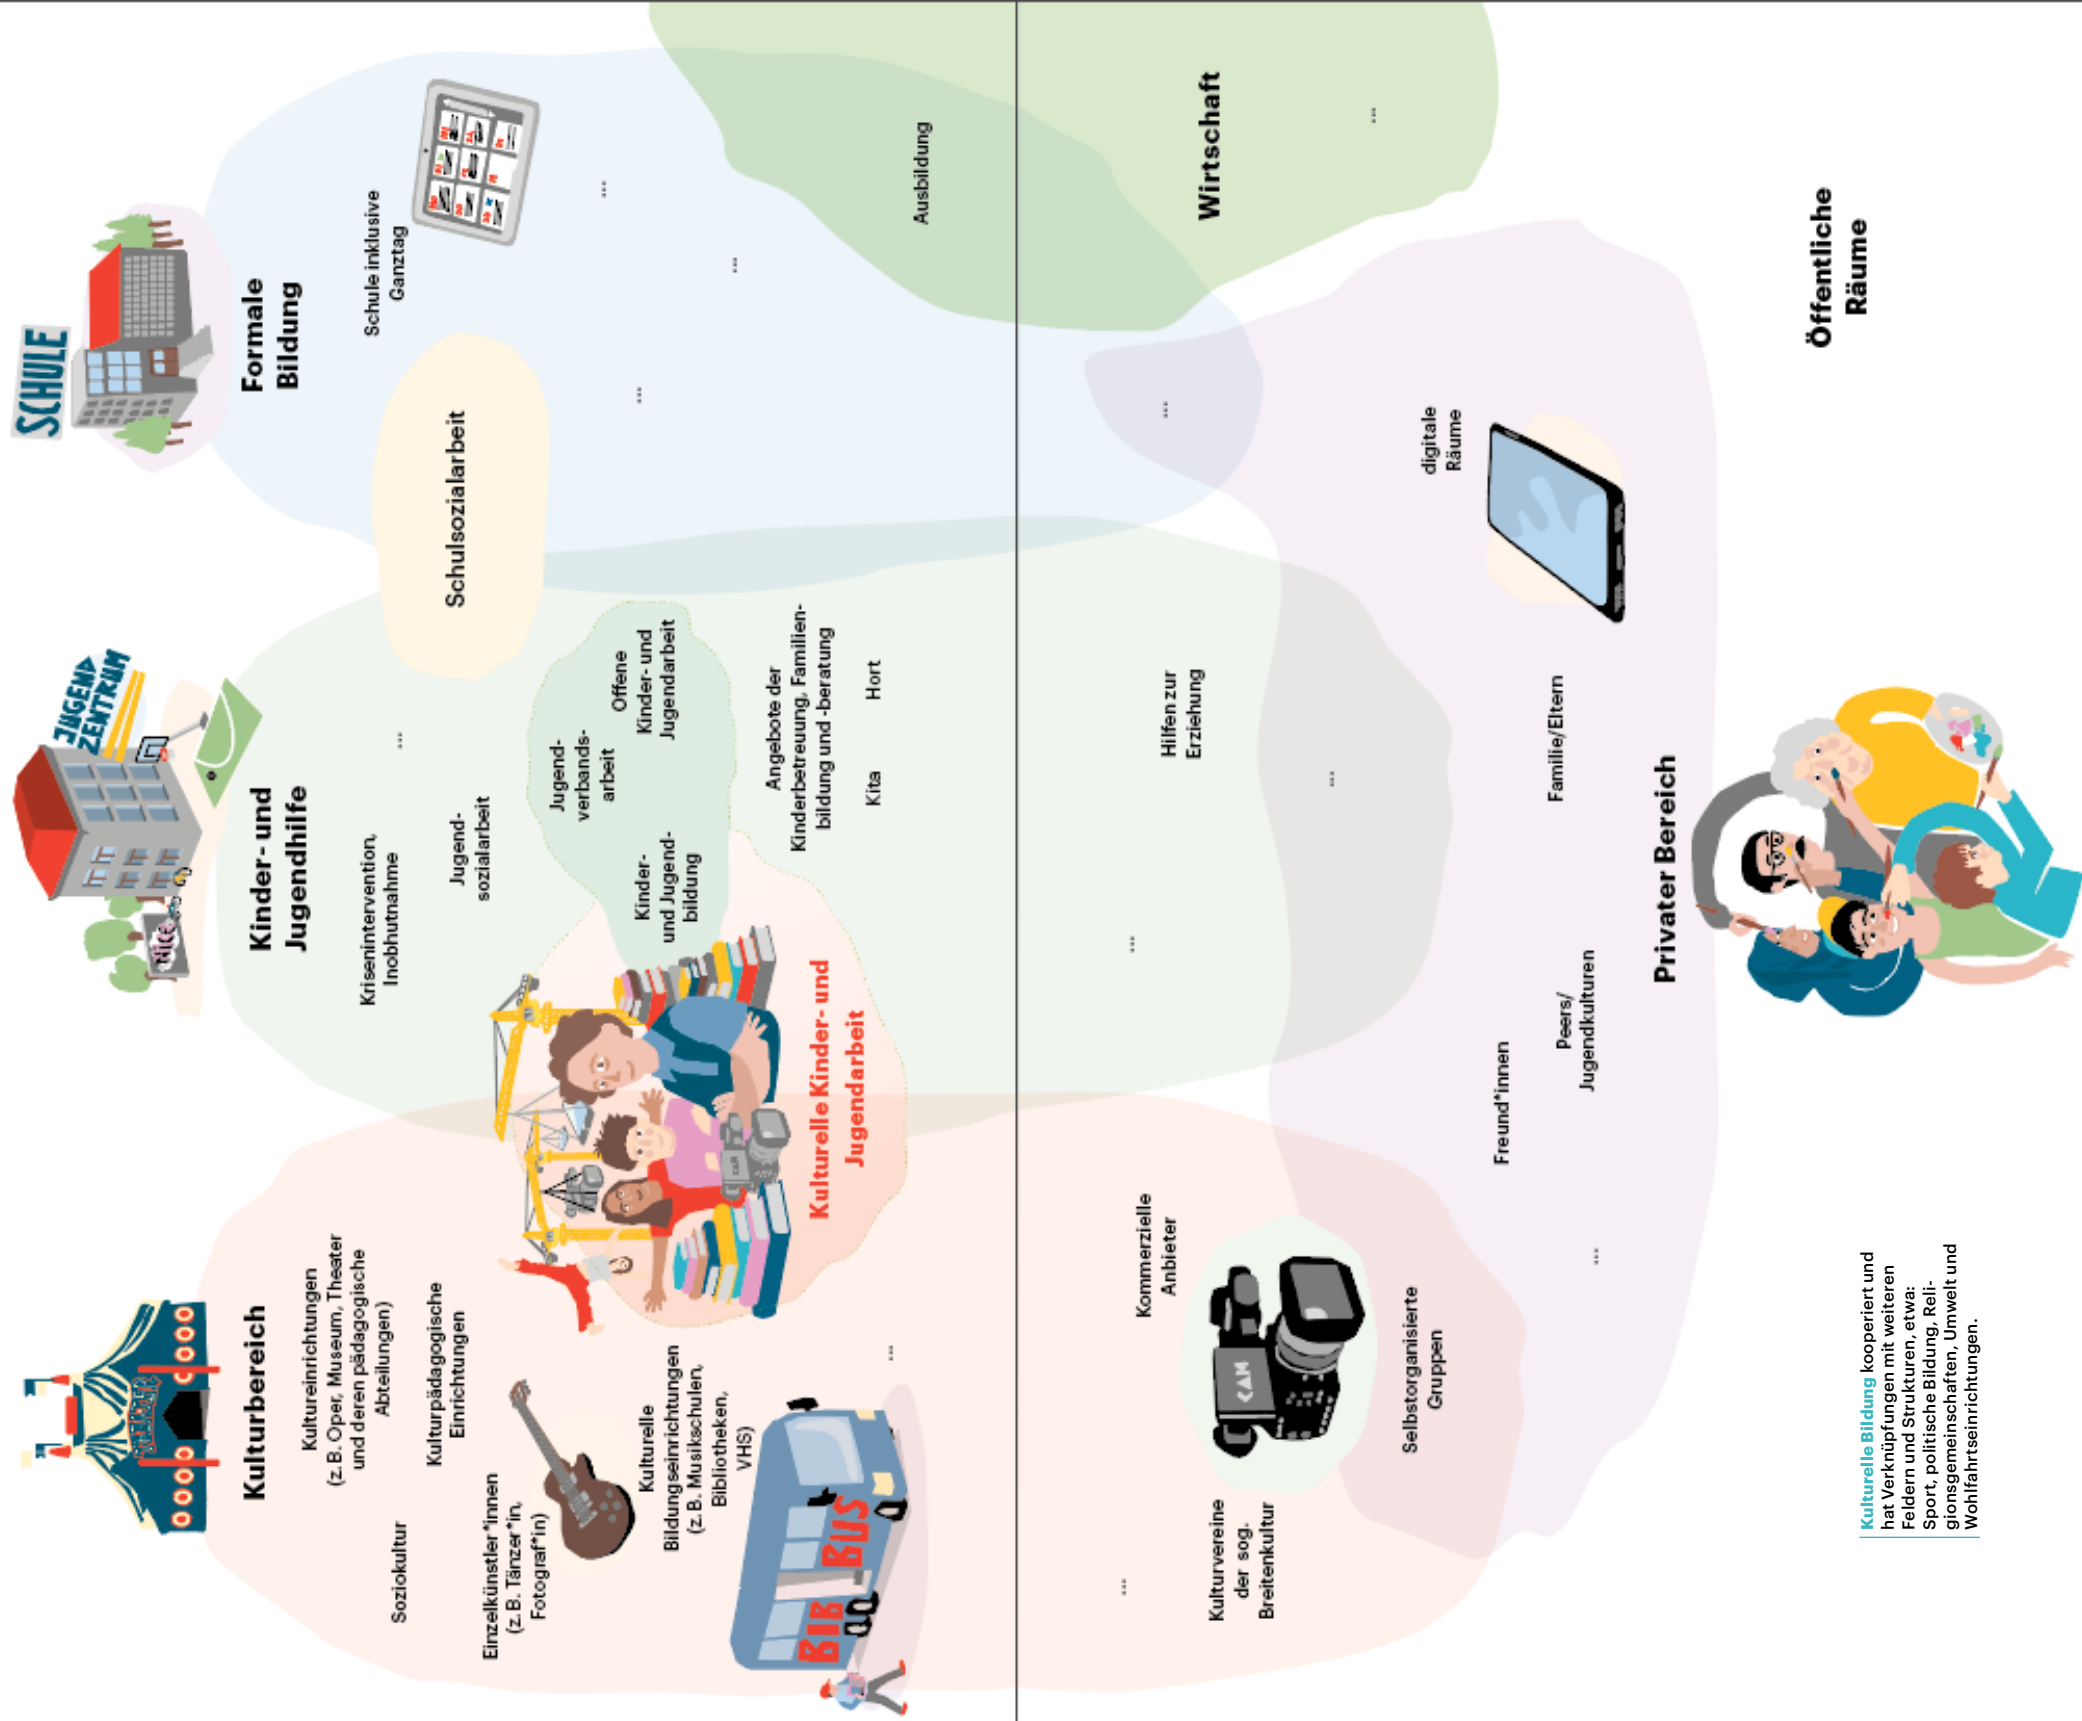 SCHULE
JUGEND
ZENTRUM
Nice
Kulturbereich
Kinder- und
Jugendhilfe
Formale
Bildung
Kultureinrichtungen
(z. B. Oper, Museum, Theater
und deren pädagogische
Abteilungen)
Soziokultur
Kulturpädagogische
Einrichtungen
Einzelkünstler*innen
(z. B. Tänzer*in,
Fotograf*in)
Kulturelle
Bildungseinrichtungen
(z. B. Musikschulen,
Bibliotheken,
VHS)
...
BIB BUS
Krisenintervention,
Inobhutnahme
...
Jugend-
sozialarbeit
Jugend-
verbands-
arbeit
Offene
Kinder- und
Jugendarbeit
Kinder-
und Jugend-
bildung
Angebote der
Kinderbetreuung, Familien-
bildung und -beratung
Kita
Hort
CAM
Kulturelle Kinder- und
Jugendarbeit
Schulsozialarbeit
Schule inklusive
Ganztag
...
...
...
Ausbildung
Wirtschaft
...
...
Kommerzielle
Anbieter
...
Kulturvereine
der sog.
Breitenkultur
CAM
Selbstorganisierte
Gruppen
...
Hilfen zur
Erziehung
...
digitale
Räume
Freund*innen
Familie/Eltern
Peers/
Jugendkulturen
...
Privater Bereich
Öffentliche
Räume
Kulturelle Bildung kooperiert und
hat Verknüpfungen mit weiteren
Feldern und Strukturen, etwa:
Sport, politische Bildung, Reli-
gionsgemeinschaften, Umwelt und
Wohlfahrtseinrichtungen.